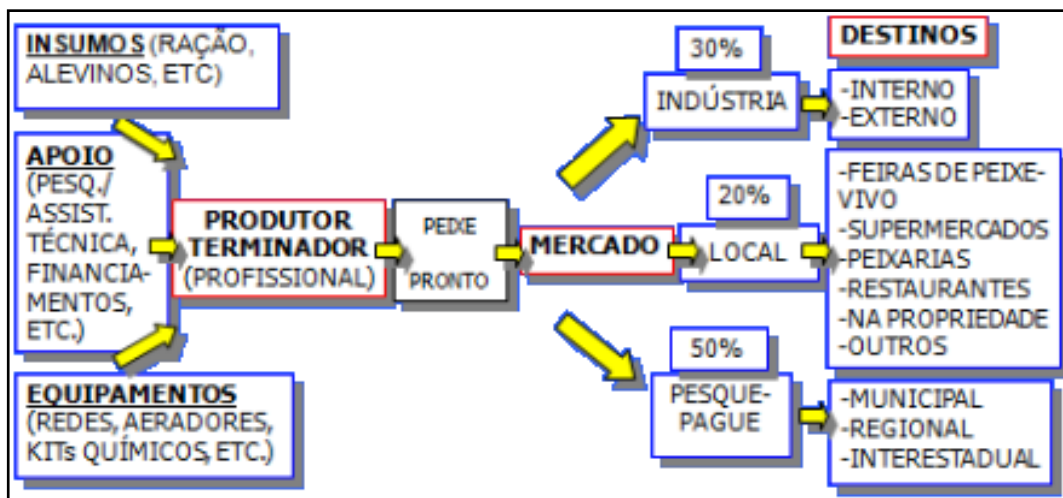 INSUMOS (RAÇÃO,
ALEVINOS, ETC)
APOIO
(PESQ./
ASSIST.
TÉCNICA,
FINANCIA-
MENTOS,
ETC.)
EQUIPAMENTOS
(REDES, AERADORES,
KITs QUÍMICOS, ETC.)
PRODUTOR
TERMINADOR
(PROFISSIONAL)
PEIXE
PRONTO
MERCADO
30%
INDÚSTRIA
20%
LOCAL
50%
PESQUE-
PAGUE
DESTINOS
-INTERNO
-EXTERNO
-FEIRAS DE PEIXE-
VIVO
-SUPERMERCADOS
-PEIXARIAS
-RESTAURANTES
-NA PROPRIEDADE
-OUTROS
-MUNICIPAL
-REGIONAL
-INTERESTADUAL